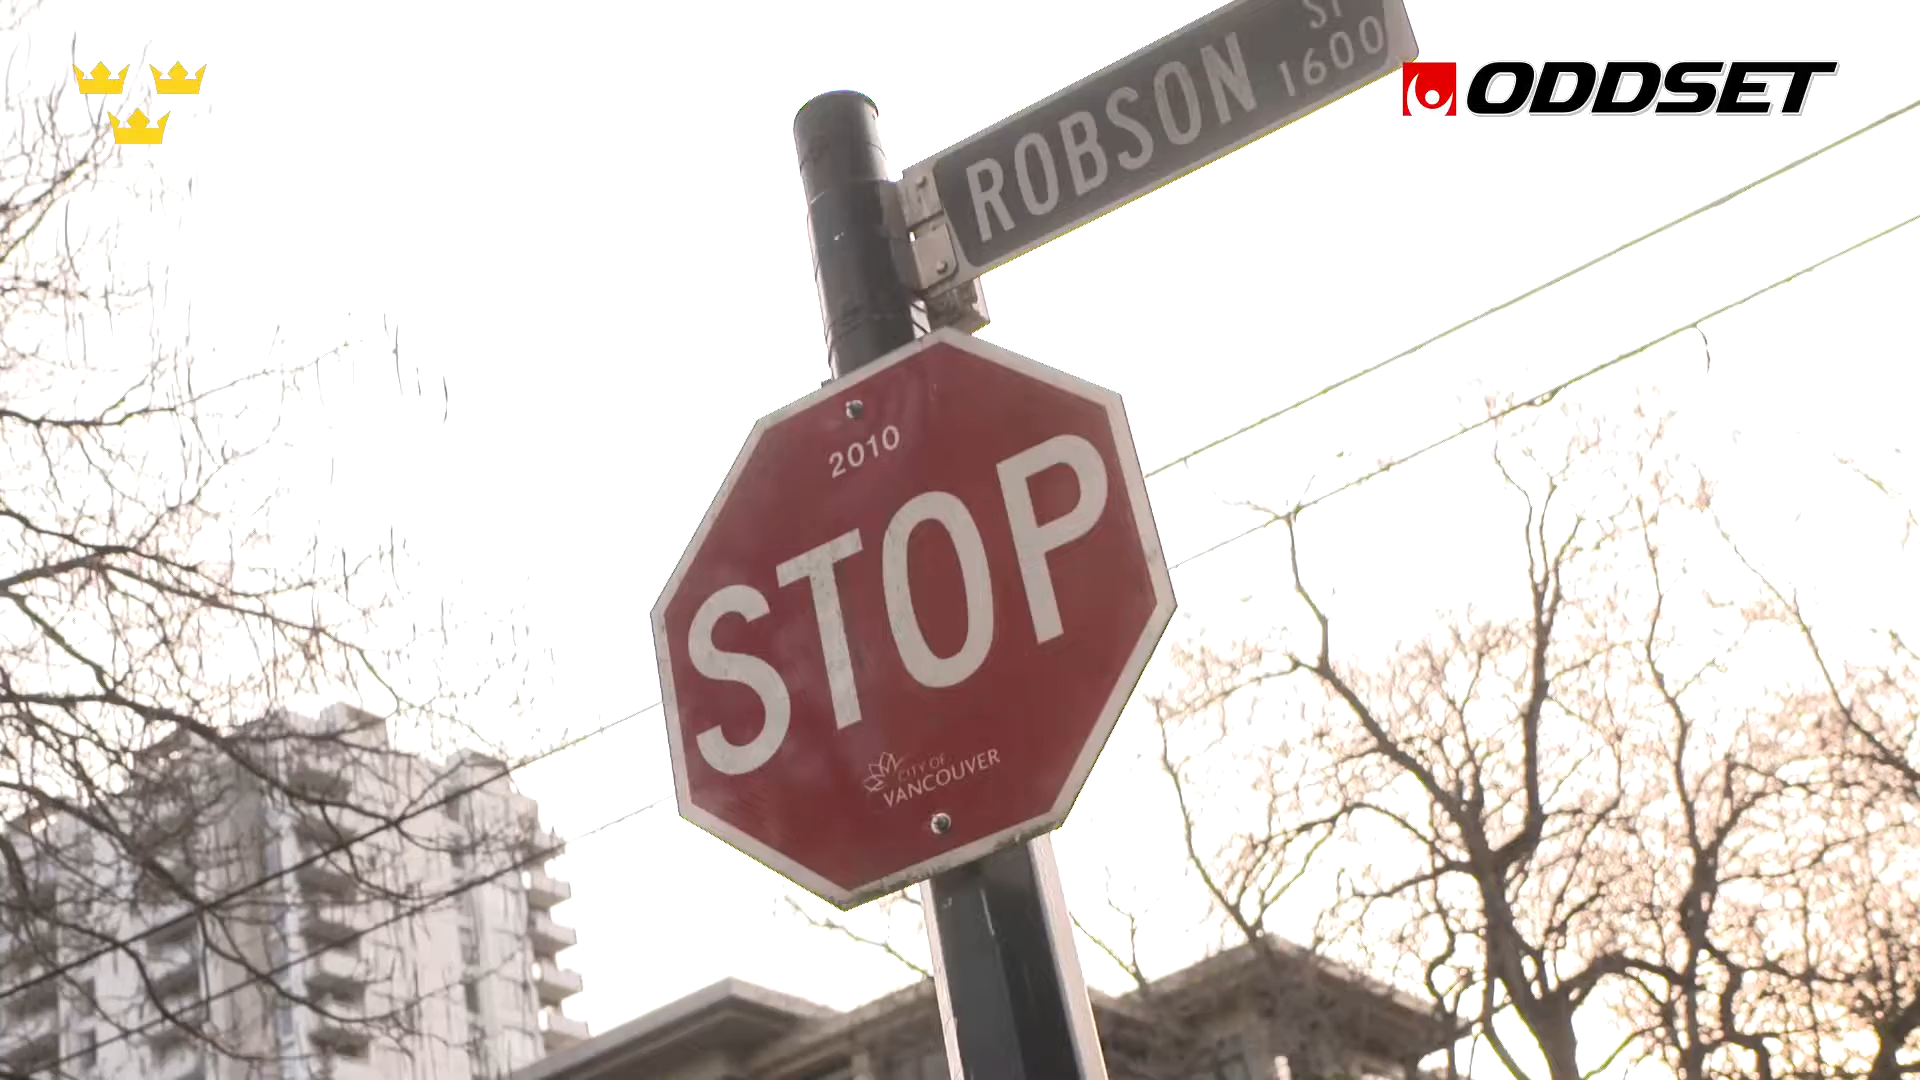 ST
ROBSON 1600
ODDSET
2010
STOP
CITY OF
VANCOUVER